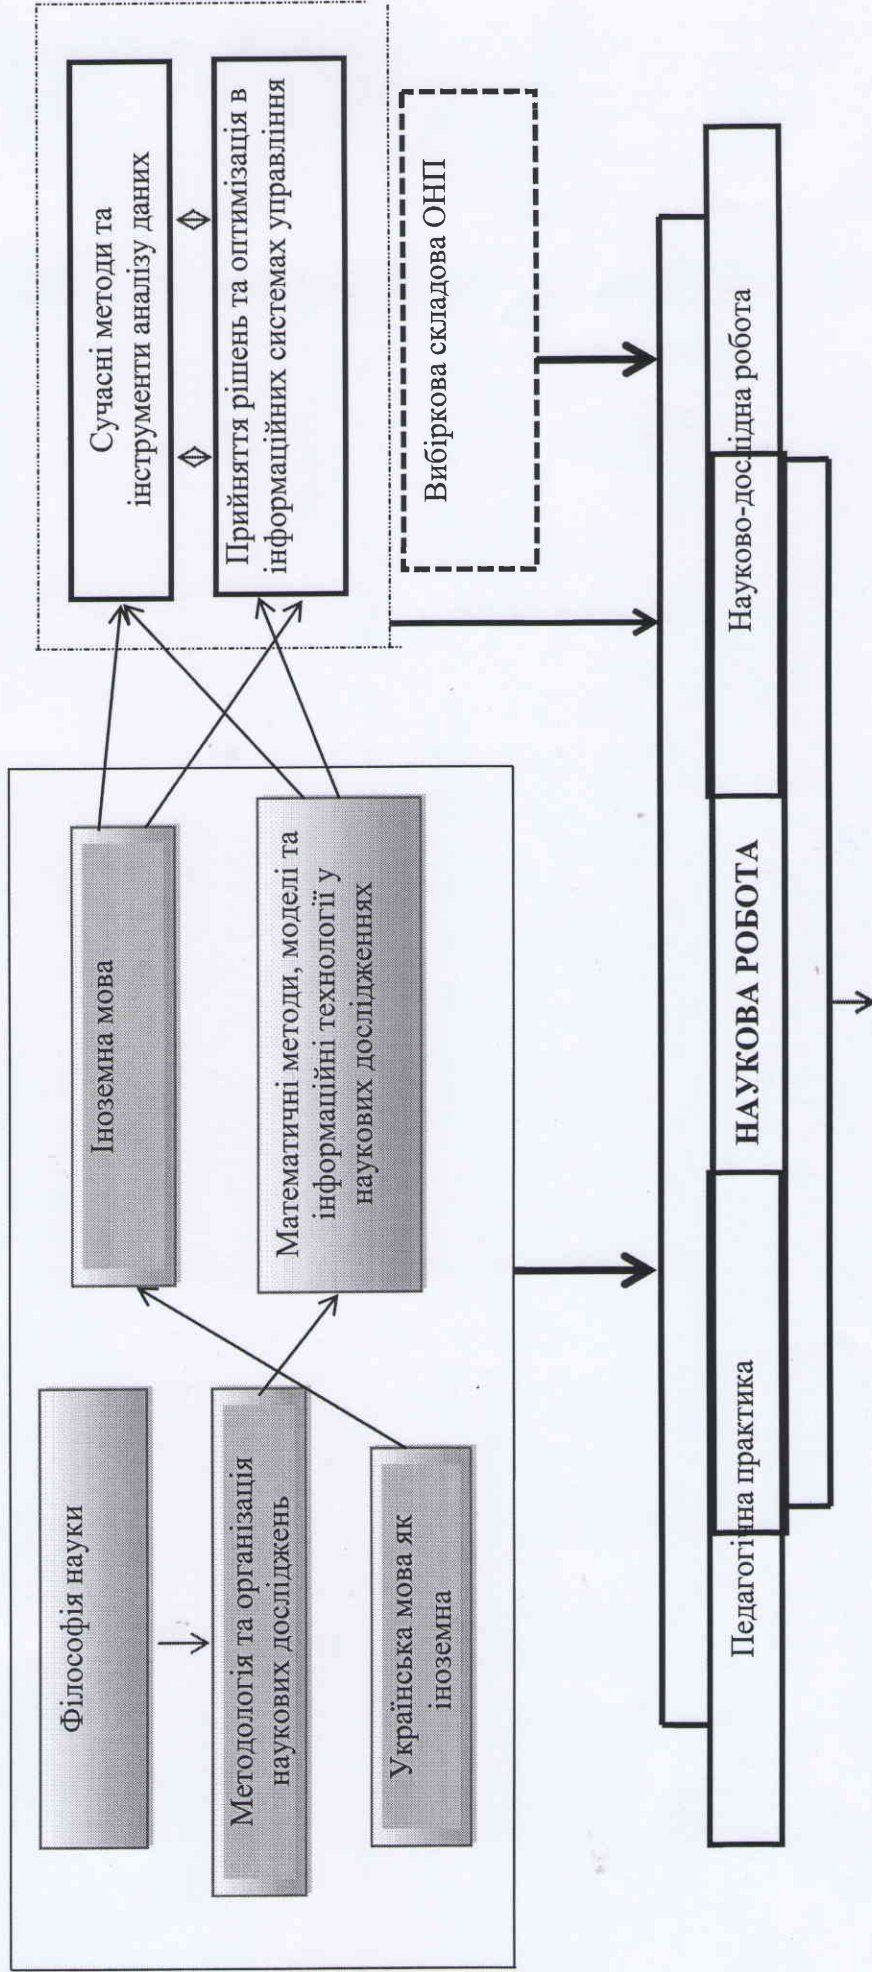 Філософія науки
Методологія та організація
наукових досліджень
Українська мова як
іноземна
Іноземна мова
Математичні методи, моделі та
інформаційні технології у
наукових дослідженнях
Сучасні методи та
інструменти аналізу даних
Прийняття рішень та оптимізація в
інформаційних системах управління
Вибіркова складова ОНП
Педагогічна практика
НАУКОВА РОБОТА
Науково-дослідна робота